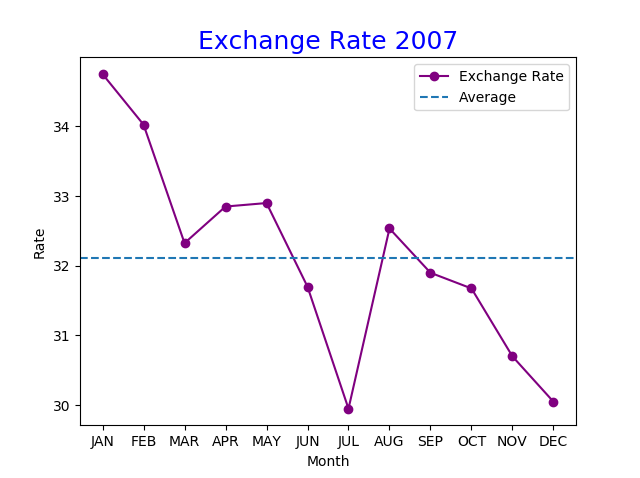 Exchange Rate 2007
Exchange Rate
Average
34
33
32
31
30
Rate
JAN FEB MAR APR MAY JUN JUL AUG SEP OCT NOV DEC
Month